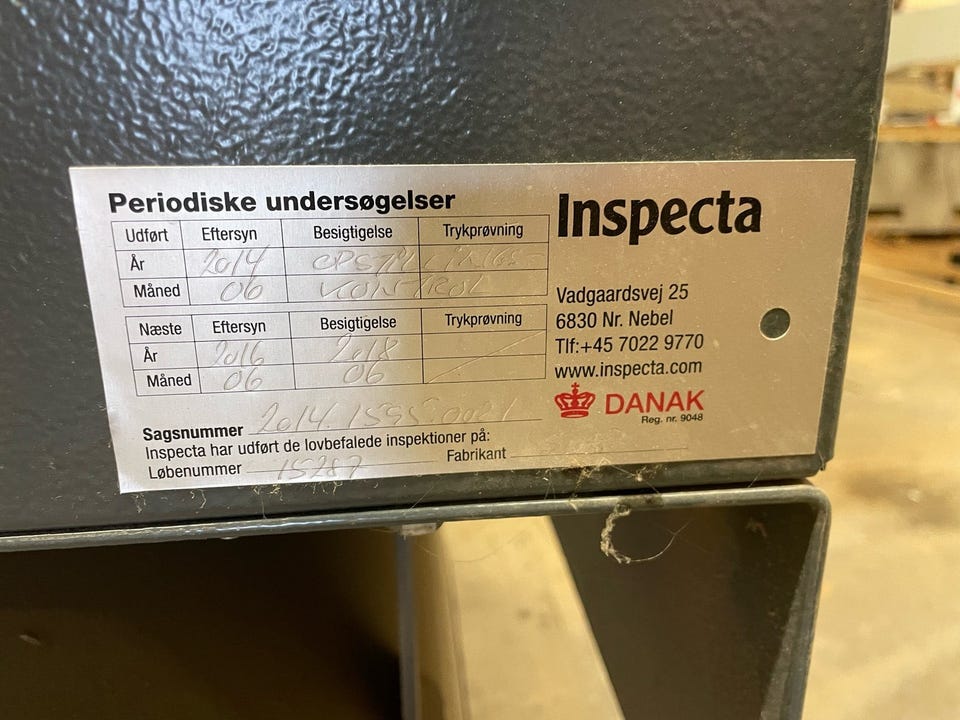 Periodiske undersøgelser
Udført Eftersyn Besigtigelse Trykprøvning
År 2014 OPSTILLINGS-
Måned 06 KONTROL
Næste Eftersyn Besigtigelse Trykprøvning
År 2016 2018
Måned 06 06
Sagsnummer
Inspecta har udført de lovbefalede inspektioner på:
Løbenummer 15287 Fabrikant
Inspecta
Vadgaardsvej 25
6830 Nr. Nebel
Tlf:+45 7022 9770
www.inspecta.com
DANAK
Reg. nr. 9048